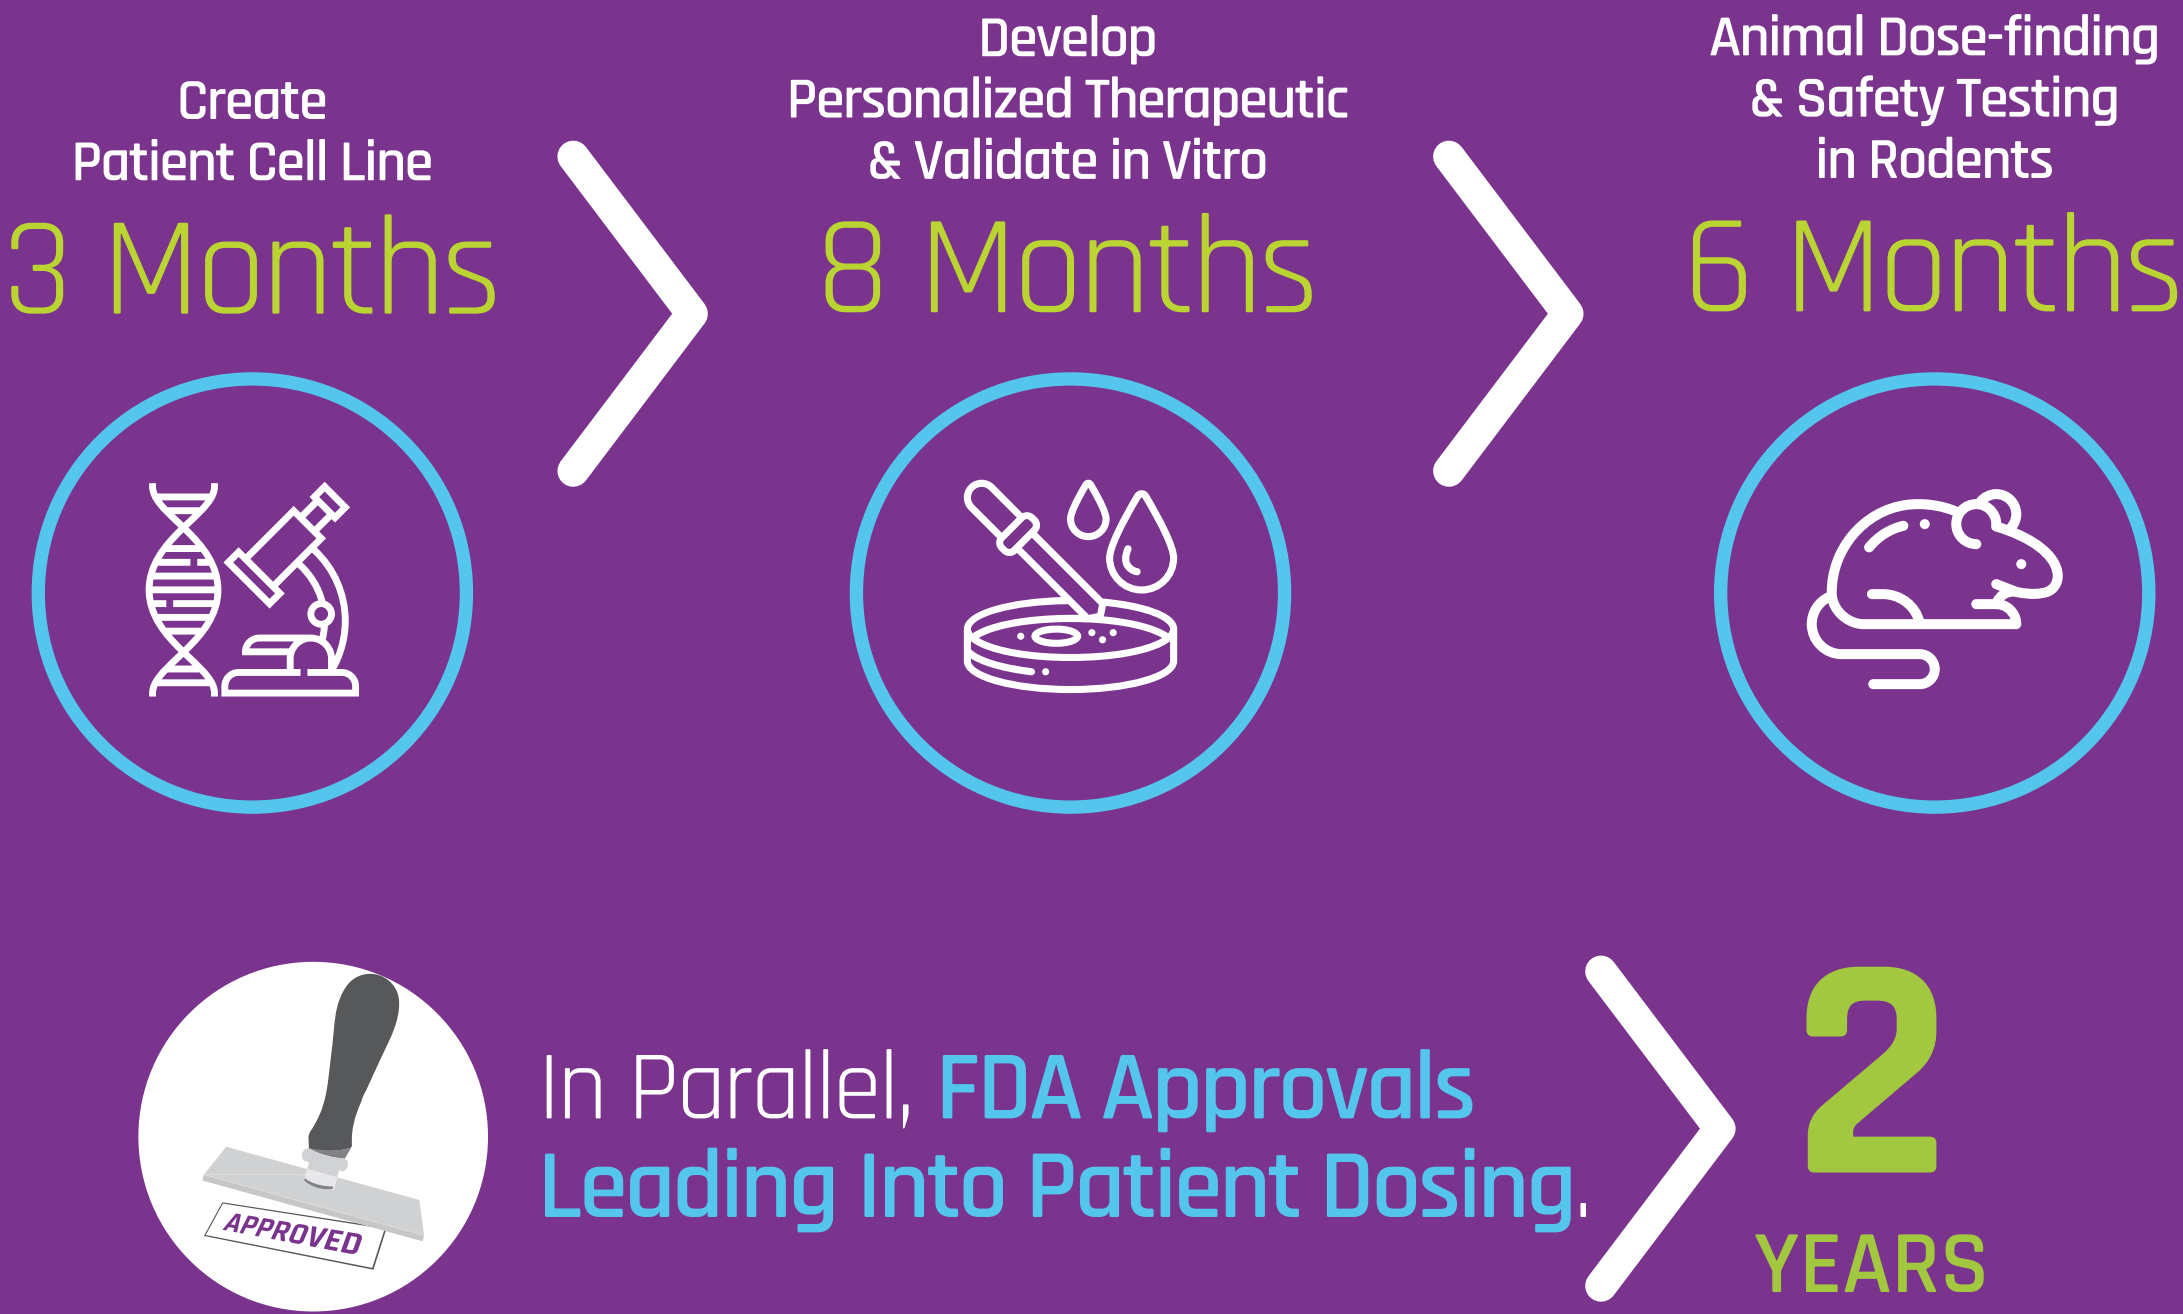 Create
Patient Cell Line
3 Months
Develop
Personalized Therapeutic
& Validate in Vitro
8 Months
Animal Dose-finding
& Safety Testing
in Rodents
6 Months
APPROVED
In Parallel, FDA Approvals
Leading Into Patient Dosing.
2
YEARS